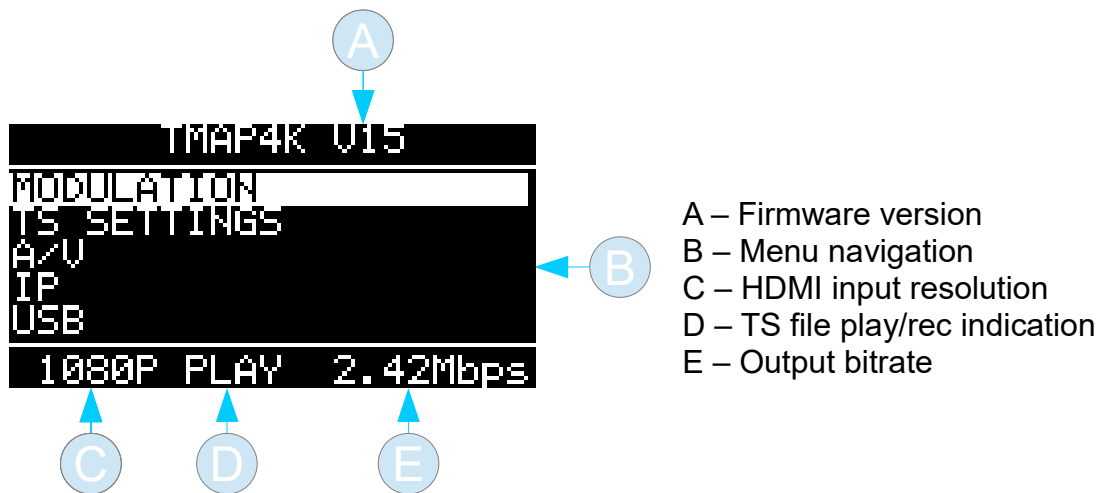 A
TMAP4K V15
MODULATION
TS SETTINGS
A/V
IP
USB
1080P PLAY 2.42Mbps
B
C
D
E
A – Firmware version
B – Menu navigation
C – HDMI input resolution
D – TS file play/rec indication
E – Output bitrate